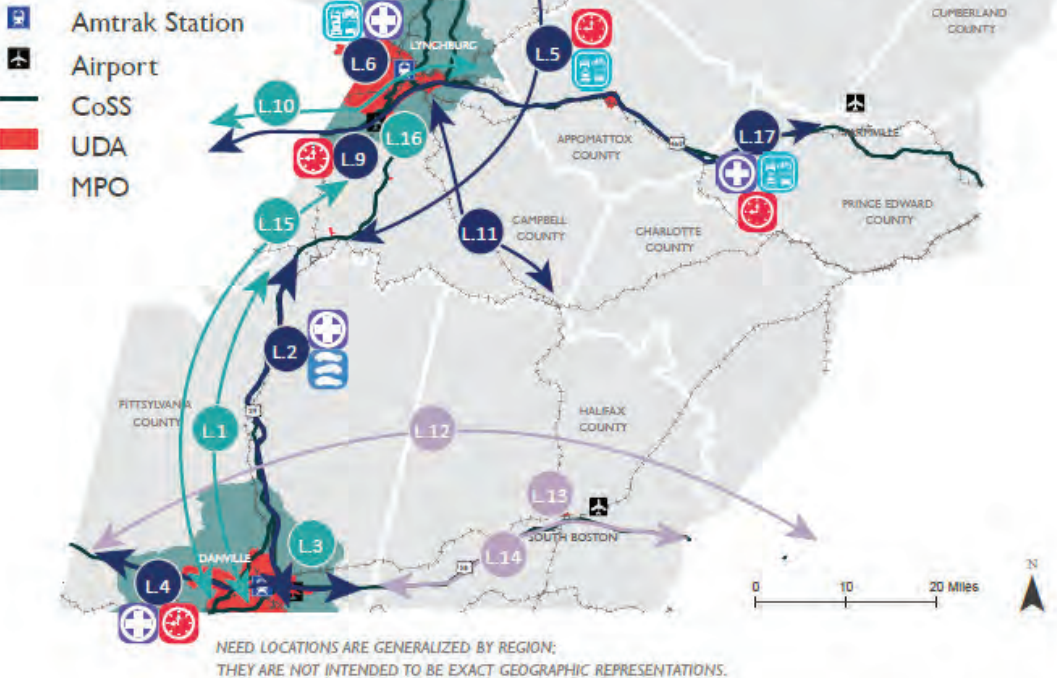 Amtrak Station
Airport
CoSS
UDA
MPO
CUMBERLAND
COUNTY
LYNCHBURG
L.5
L.6
L.10
L.16
L.9
L.17
APPOMATTOX
COUNTY
PRINCE EDWARD
COUNTY
L.15
CAMPBELL
COUNTY
L.11
CHARLOTTE
COUNTY
L.2
PITTSYLVANIA
COUNTY
L.1
L.12
HALIFAX
COUNTY
L.13
SOUTH BOSTON
L.14
DANVILLE
L.3
L.4
0 10 20 Miles
N
NEED LOCATIONS ARE GENERALIZED BY REGION;
THEY ARE NOT INTENDED TO BE EXACT GEOGRAPHIC REPRESENTATIONS.